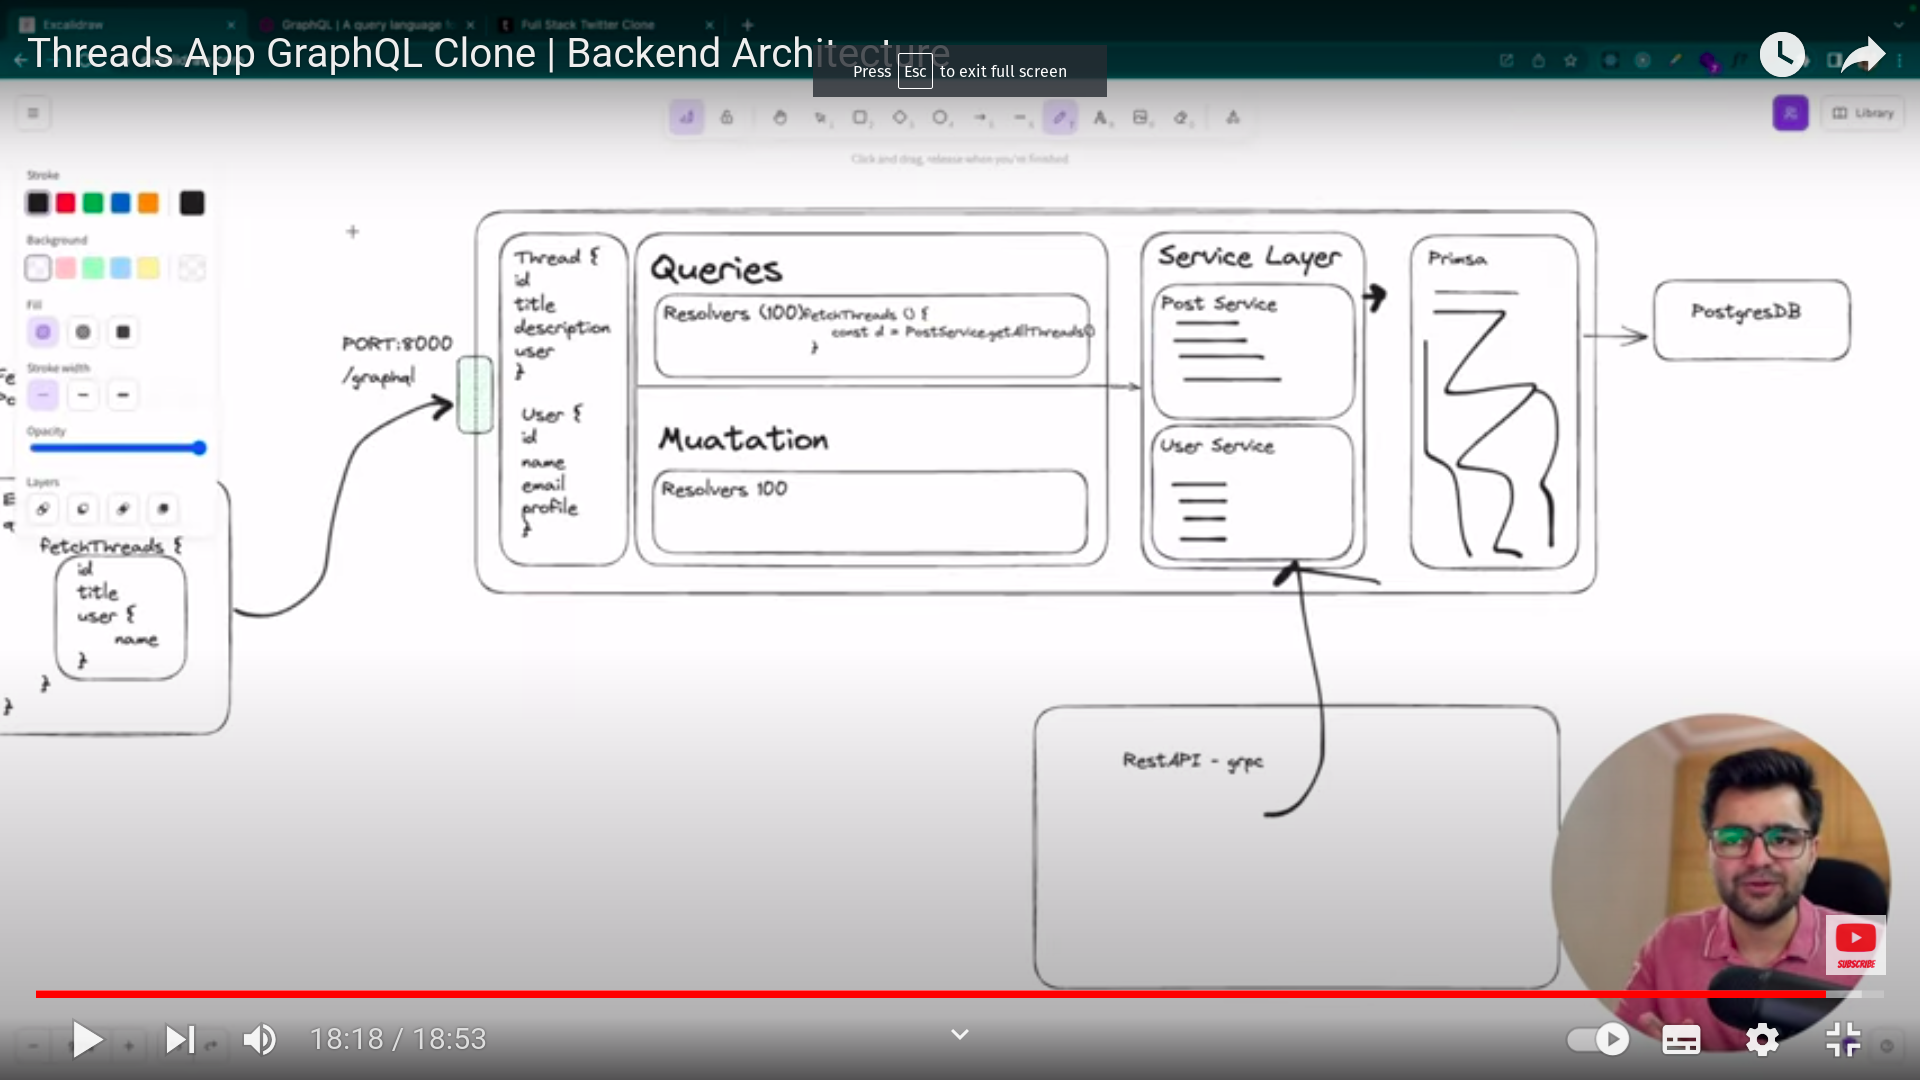 Excalidraw
GraphQL | A query language fo
Full Stack Twitter Clone
Threads App GraphQL Clone | Backend Architecture
Press Esc to exit full screen
Library
Click and drag, release when you're finished
Stroke
Background
Fill
Stroke width
Opacity
Layers
PORT:8000
/graphql
Thread {
id
title
description
user
}
User {
id
name
email
profile
}
Queries
Resolvers (100)
fetchThreads () {
const d = PostService.getAllThreads()
}
Muatation
Resolvers 100
Service Layer
Post Service
User Service
Primsa
PostgresDB
fetchThreads {
id
title
user {
name
}
}
}
RestAPI - grpc
SUBSCRIBE
18:18 / 18:53